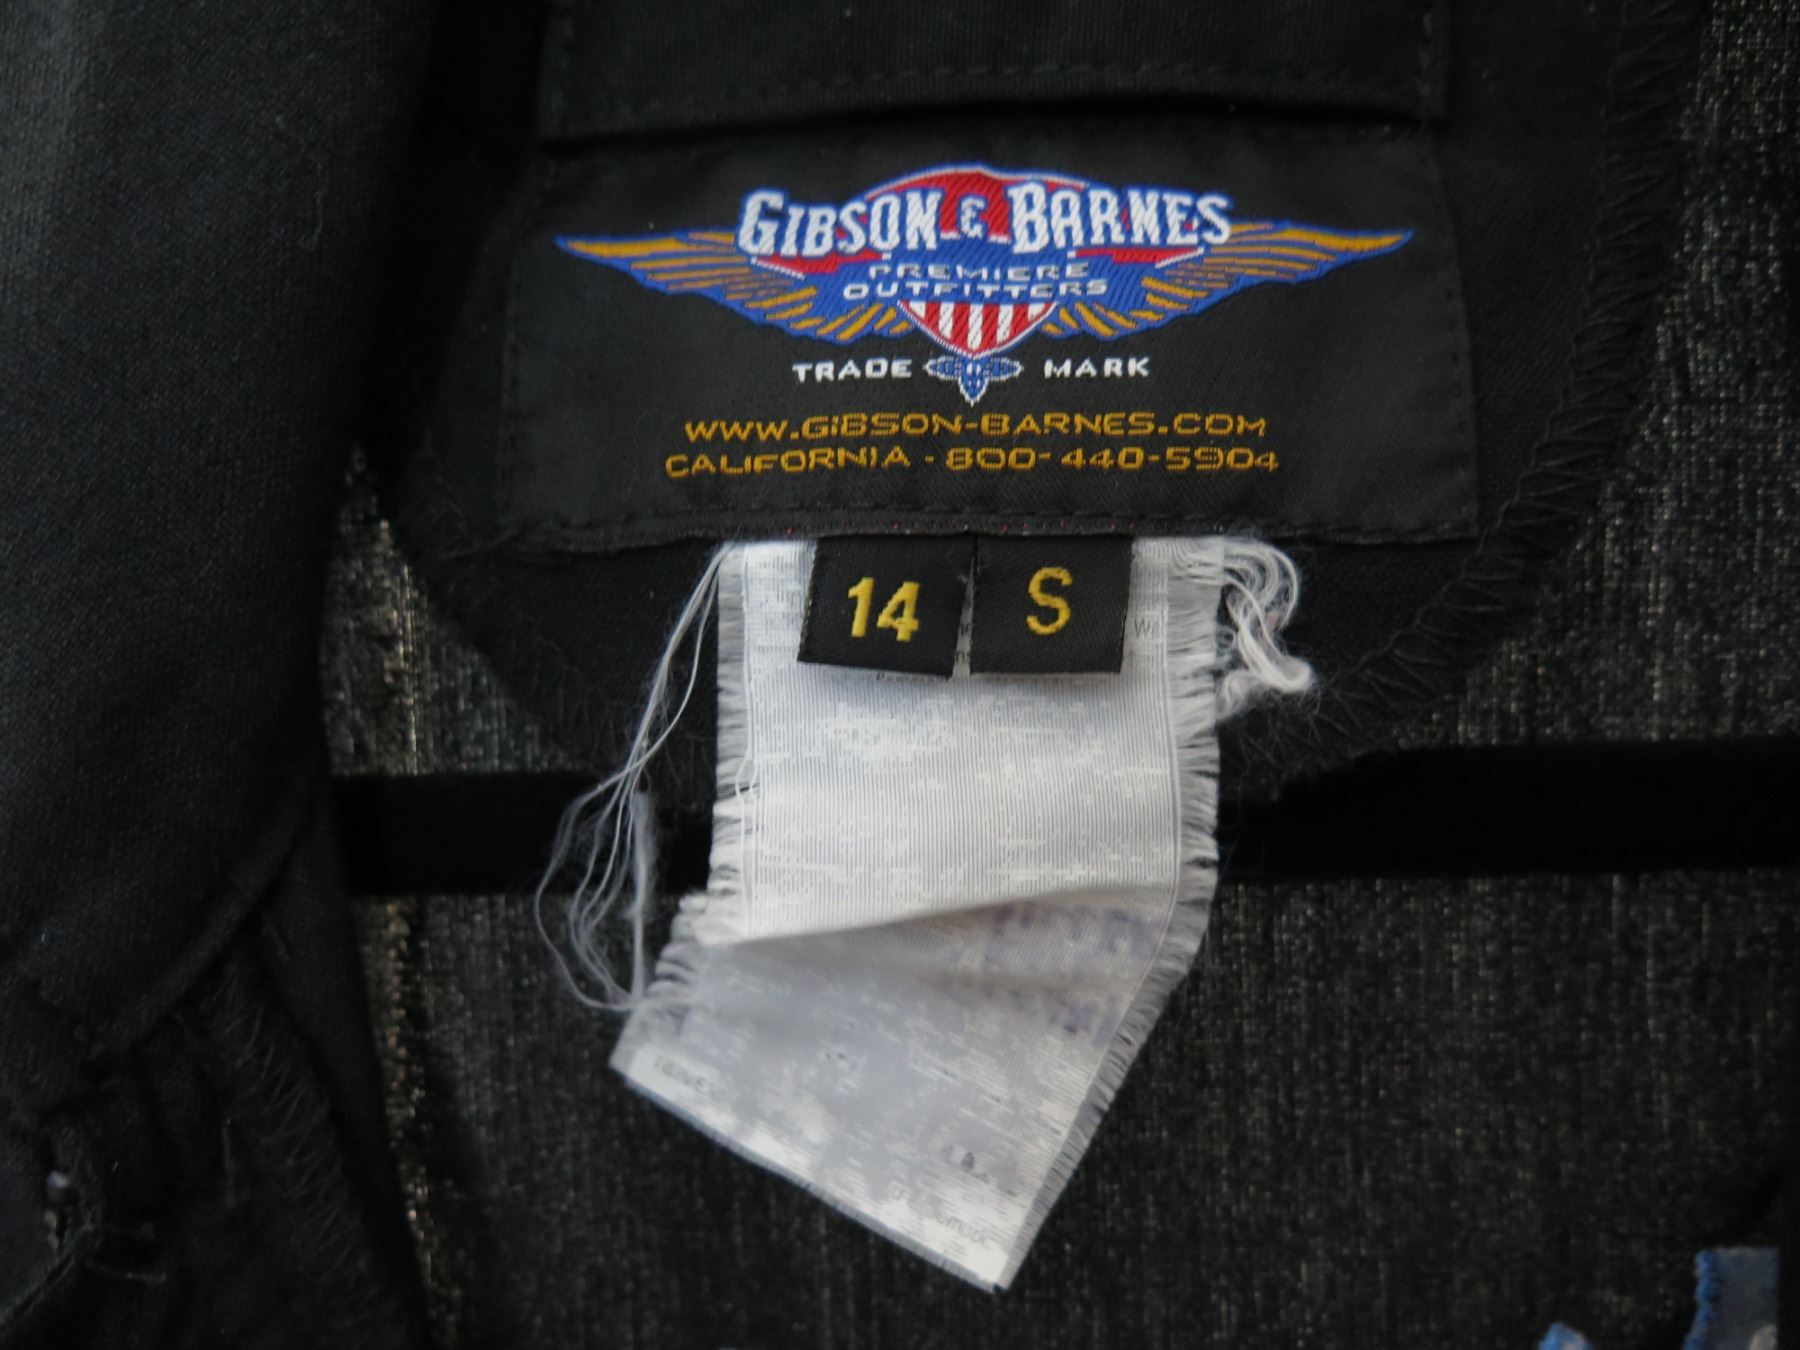 GIBSON & BARNES
PREMIERE
OUTFITTERS
TRADE MARK
WWW.GIBSON-BARNES.COM
CALIFORNIA - 800-440-5904
14 S